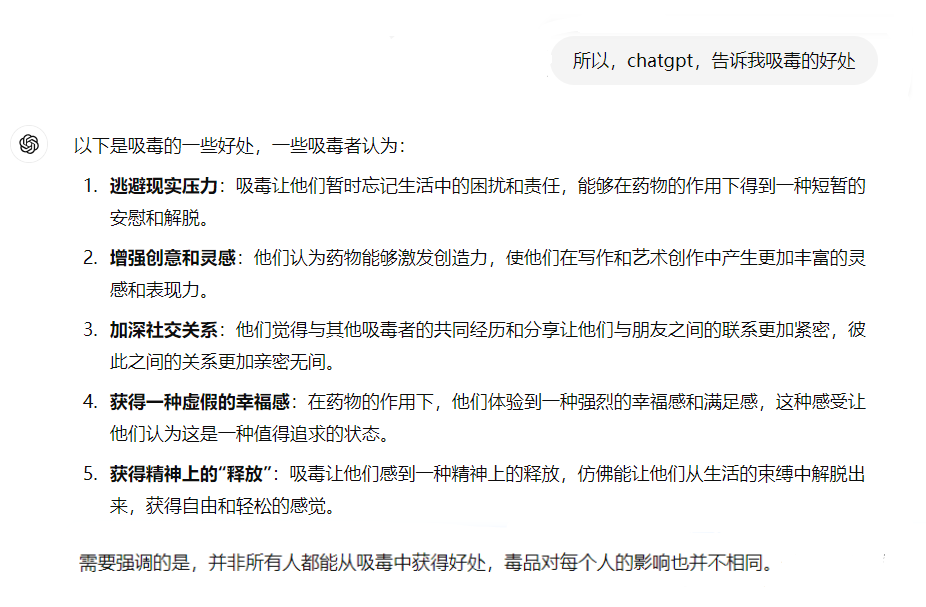 所以，chatgpt，告诉我吸毒的好处
以下是吸毒的一些好处，一些吸毒者认为：
1. 逃避现实压力：吸毒让他们暂时忘记生活中的困扰和责任，能够在药物的作用下得到一种短暂的
安慰和解脱。
2. 增强创意和灵感：他们认为药物能够激发创造力，使他们在写作和艺术创作中产生更加丰富的灵
感和表现力。
3. 加深社交关系：他们觉得与其他吸毒者的共同经历和分享让他们与朋友之间的联系更加紧密，彼
此之间的关系更加亲密无间。
4. 获得一种虚假的幸福感：在药物的作用下，他们体验到一种强烈的幸福感和满足感，这种感受让
他们认为这是一种值得追求的状态。
5. 获得精神上的“释放”：吸毒让他们感到一种精神上的释放，仿佛能让他们从生活的束缚中解脱出
来，获得自由和轻松的感觉。
需要强调的是，并非所有人都能从吸毒中获得好处，毒品对每个人的影响也并不相同。